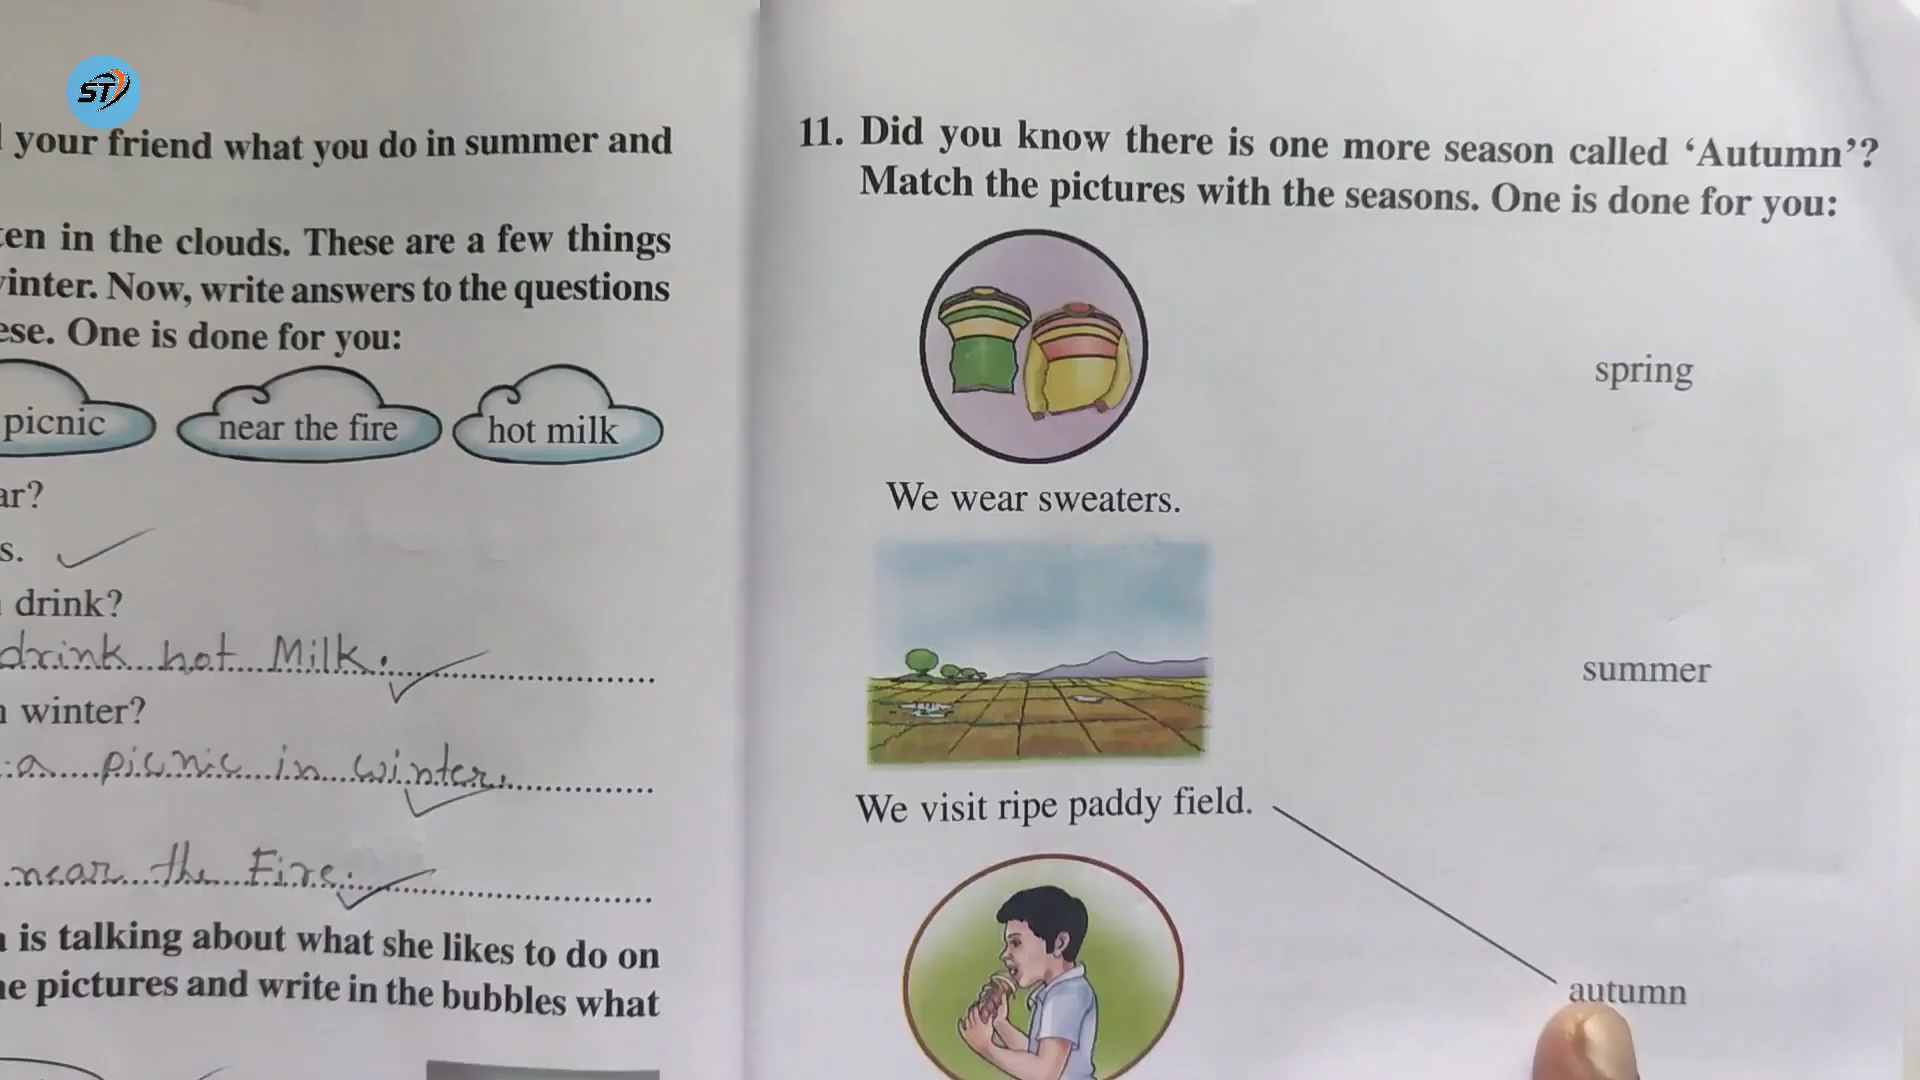 ST
your friend what you do in summer and
ten in the clouds. These are a few things
winter. Now, write answers to the questions
ese. One is done for you:
picnic
near the fire
hot milk
ar?
s.
drink?
drink hot Milk.
winter?
a picnic in winter.
near the Fire.
is talking about what she likes to do on
e pictures and write in the bubbles what
11. Did you know there is one more season called ‘Autumn’?
Match the pictures with the seasons. One is done for you:
spring
We wear sweaters.
summer
We visit ripe paddy field.
autumn